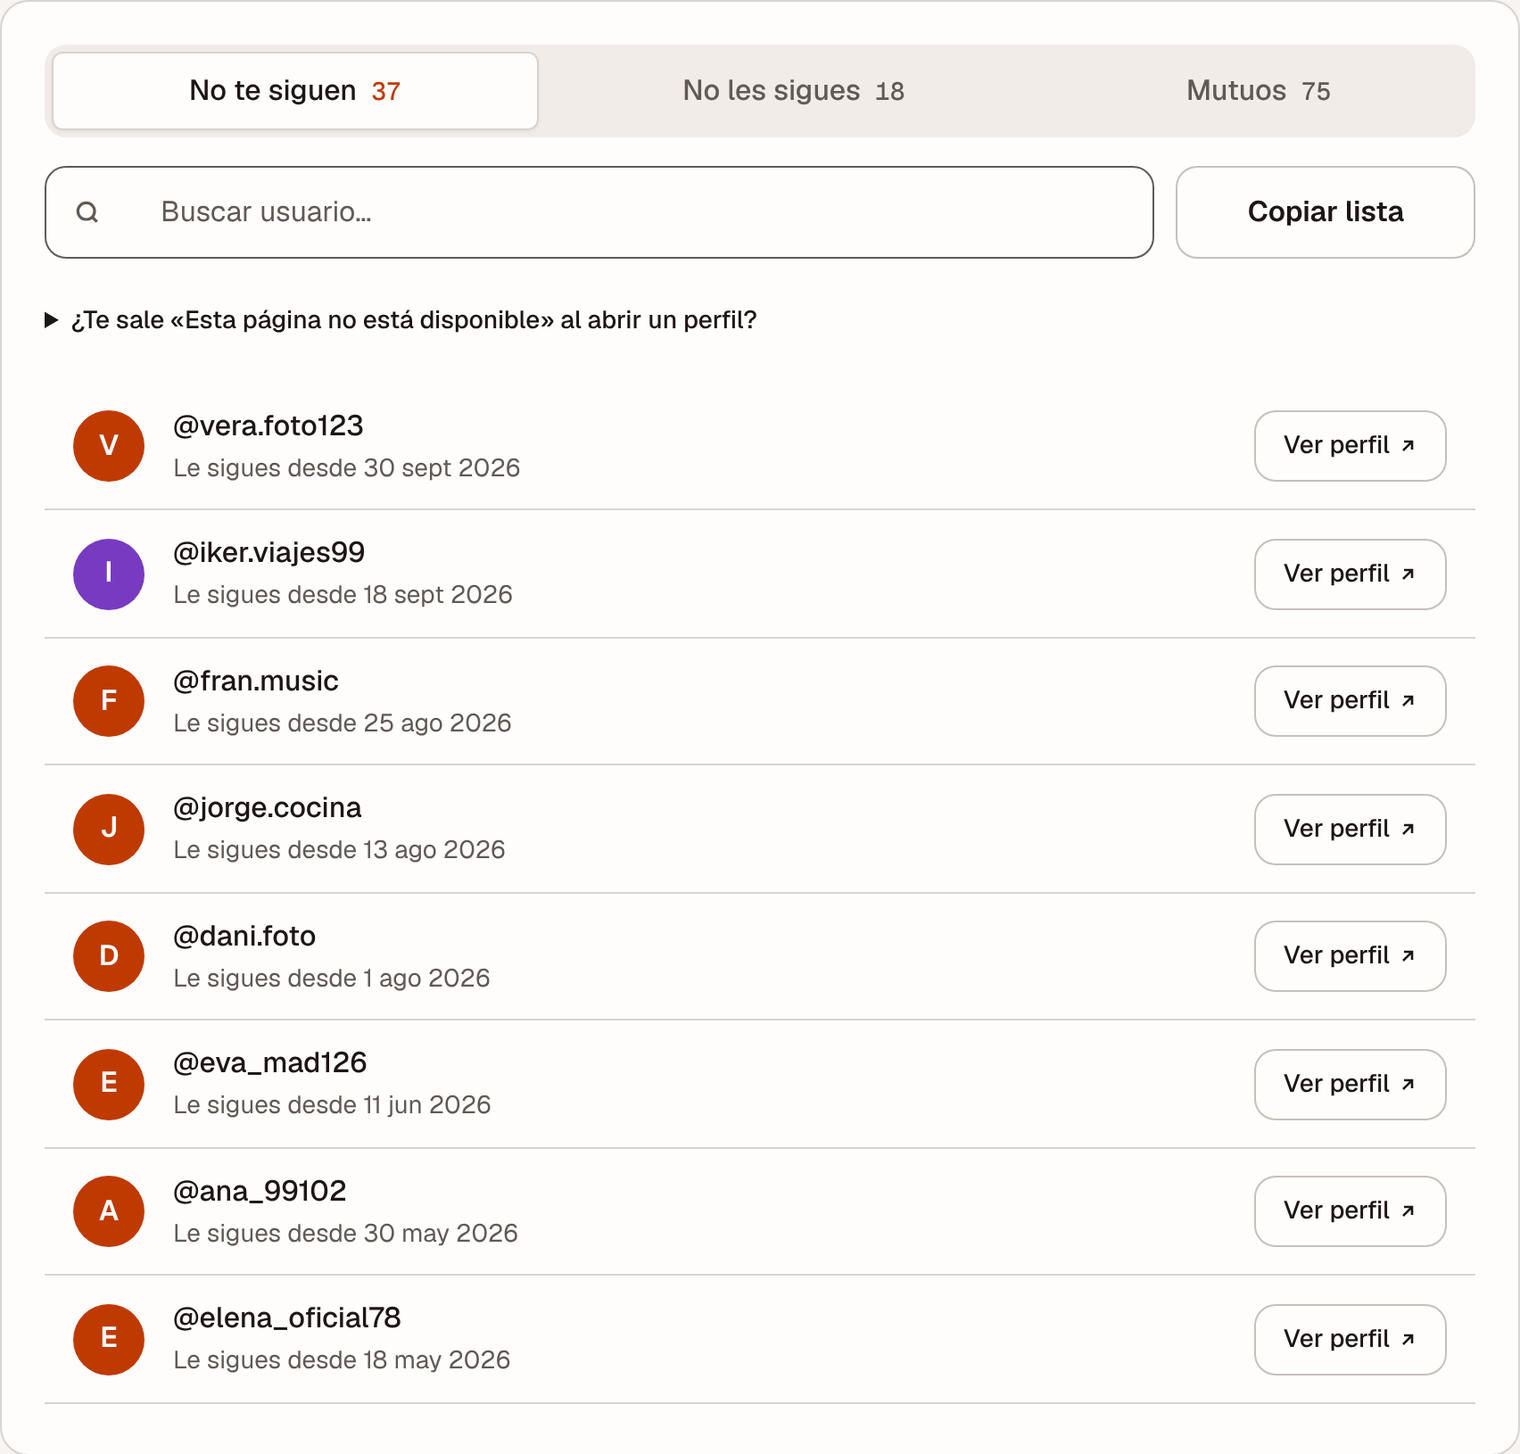 No te siguen 37
No les sigues 18
Mutuos 75
Buscar usuario...
Copiar lista
▶ ¿Te sale «Esta página no está disponible» al abrir un perfil?
V
@vera.foto123
Le sigues desde 30 sept 2026
Ver perfil ↗
I
@iker.viajes99
Le sigues desde 18 sept 2026
Ver perfil ↗
F
@fran.music
Le sigues desde 25 ago 2026
Ver perfil ↗
J
@jorge.cocina
Le sigues desde 13 ago 2026
Ver perfil ↗
D
@dani.foto
Le sigues desde 1 ago 2026
Ver perfil ↗
E
@eva_mad126
Le sigues desde 11 jun 2026
Ver perfil ↗
A
@ana_99102
Le sigues desde 30 may 2026
Ver perfil ↗
E
@elena_oficial78
Le sigues desde 18 may 2026
Ver perfil ↗